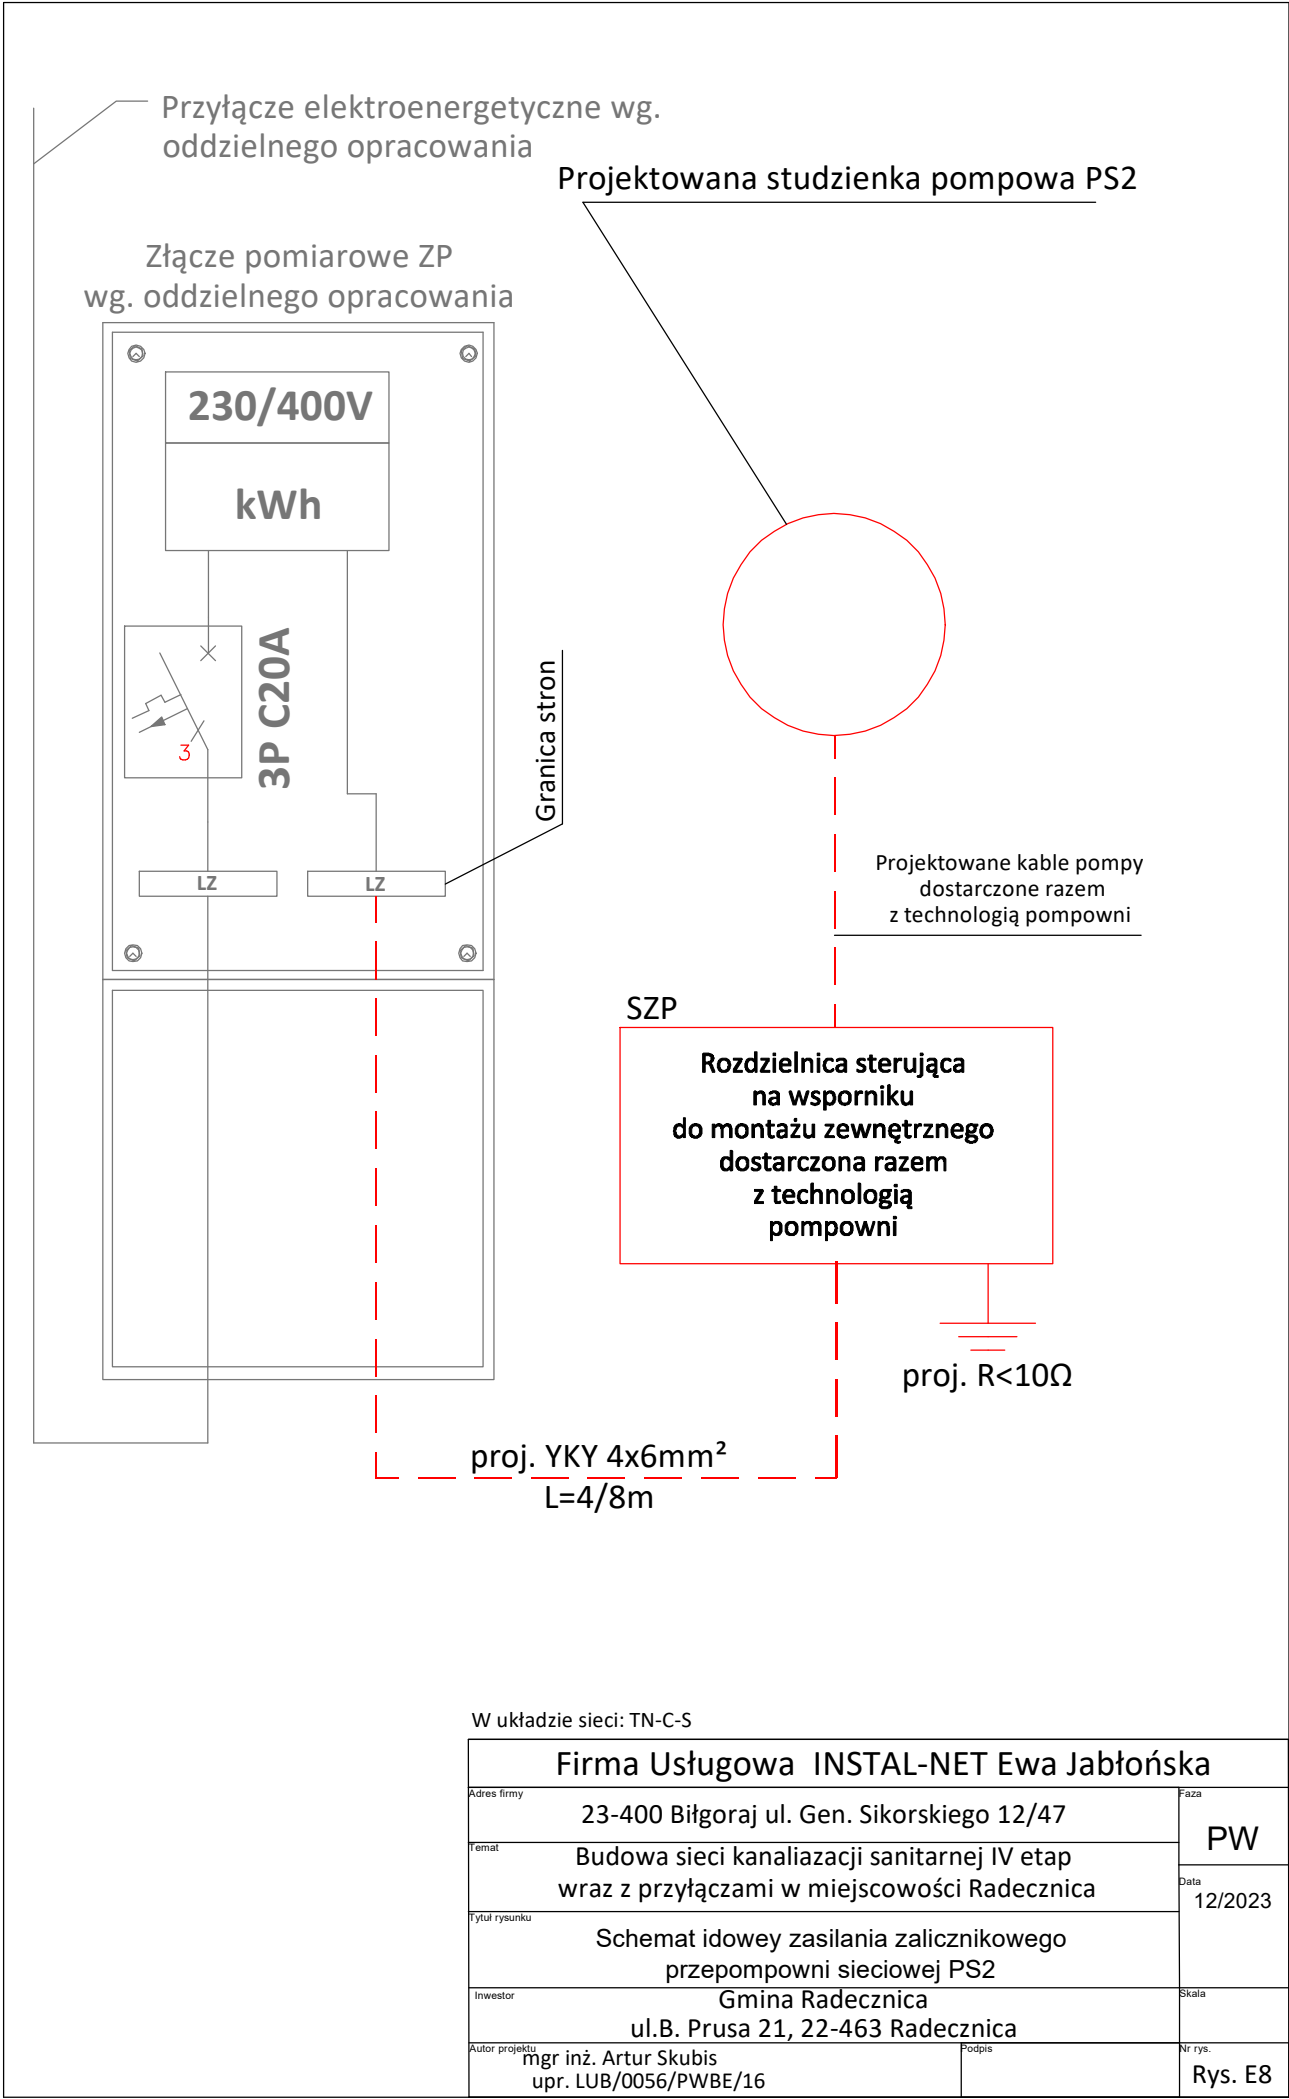 Przyłącze elektroenergetyczne wg.
oddzielnego opracowania
Projektowana studzienka pompowa PS2
Złącze pomiarowe ZP
wg. oddzielnego opracowania
230/400V
kWh
3P C20A
3
Granica stron
LZ
LZ
Projektowane kable pompy
dostarczone razem
z technologią pompowni
SZP
Rozdzielnica sterująca
na wsporniku
do montażu zewnętrznego
dostarczona razem
z technologią
pompowni
proj. R<10Ω
proj. YKY 4x6mm²
L=4/8m
W układzie sieci: TN-C-S
Firma Usługowa INSTAL-NET Ewa Jabłońska
Adres firmy
23-400 Biłgoraj ul. Gen. Sikorskiego 12/47
Faza
PW
Temat
Budowa sieci kanaliazacji sanitarnej IV etap
wraz z przyłączami w miejscowości Radecznica
Data
12/2023
Tytuł rysunku
Schemat idowey zasilania zalicznikowego
przepompowni sieciowej PS2
Inwestor
Gmina Radecznica
ul.B. Prusa 21, 22-463 Radecznica
Skala
Autor projektu
mgr inż. Artur Skubis
upr. LUB/0056/PWBE/16
Podpis
Nr rys.
Rys. E8